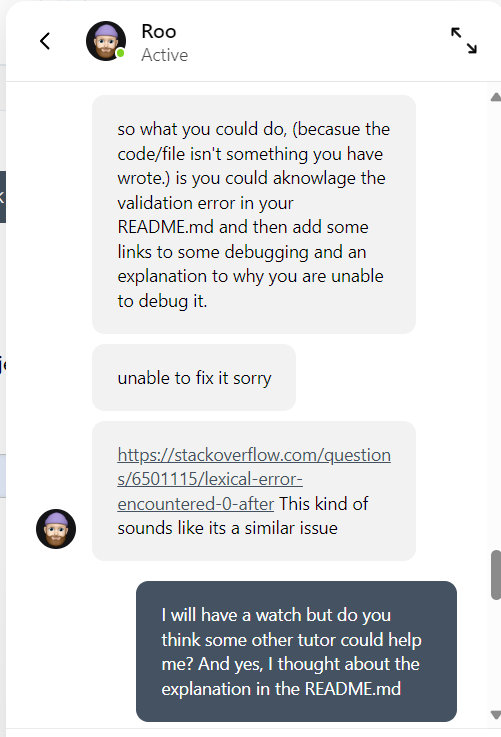 Roo
Active
so what you could do, (becasue the
code/file isn't something you have
wrote.) is you could aknowlage the
validation error in your
README.md and then add some
links to some debugging and an
explanation to why you are unable
to debug it.
unable to fix it sorry
https://stackoverflow.com/question
s/6501115/lexical-error-
encountered-0-after This kind of
sounds like its a similar issue
I will have a watch but do you
think some other tutor could help
me? And yes, I thought about the
explanation in the README.md